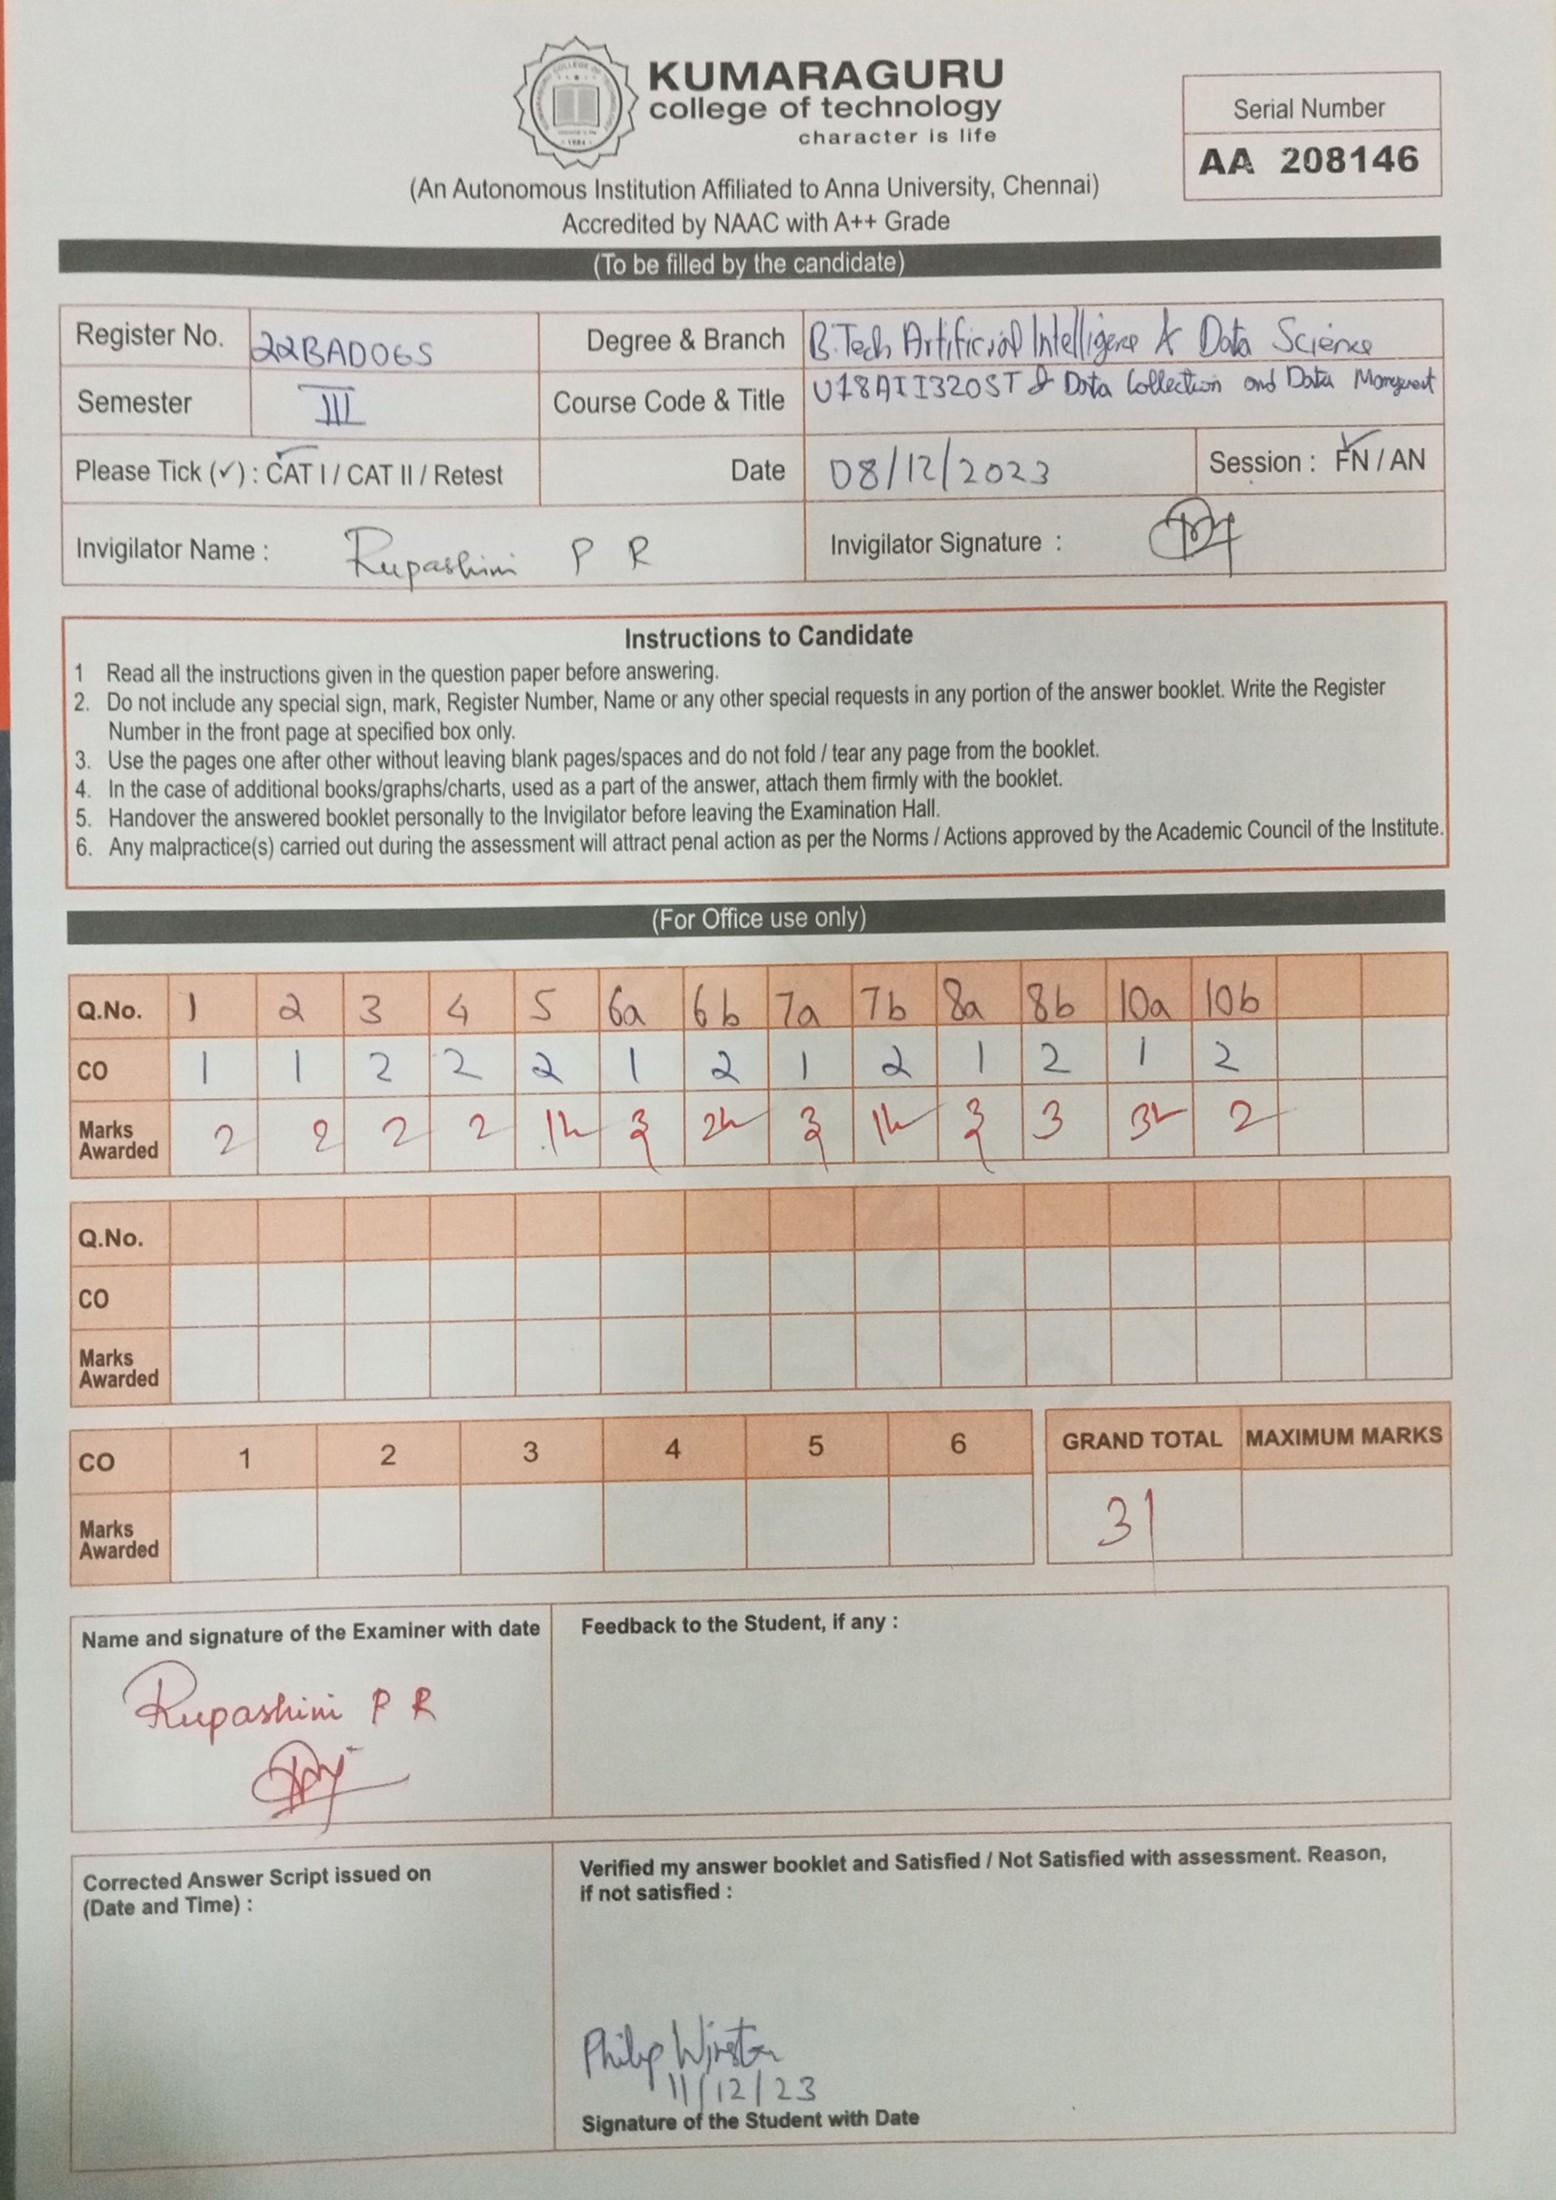 KUMARAGURU
college of technology
character is life
Serial Number
AA 208146
(An Autonomous Institution Affiliated to Anna University, Chennai)
Accredited by NAAC with A++ Grade
(To be filled by the candidate)
Register No. 22BAD065 Degree & Branch B.Tech Artificial Intelligence & Data Science
Semester III Course Code & Title U18AII3205T & Data Collection and Data
Please Tick (✓) : CAT I / CAT II / Retest Date 08/12/2023 Session : FN / AN
Invigilator Name : Rupashini P R Invigilator Signature :
Instructions to Candidate
1 Read all the instructions given in the question paper before answering.
2. Do not include any special sign, mark, Register Number, Name or any other special requests in any portion of the answer booklet. Write the Register
Number in the front page at specified box only.
3. Use the pages one after other without leaving blank pages/spaces and do not fold / tear any page from the booklet.
4. In the case of additional books/graphs/charts, used as a part of the answer, attach them firmly with the booklet.
5. Handover the answered booklet personally to the Invigilator before leaving the Examination Hall.
6. Any malpractice(s) carried out during the assessment will attract penal action as per the Norms / Actions approved by the Academic Council of the Institute.
(For Office use only)
Q.No. 1 2 3 4 5 6a 6b 7a 7b 8a 8b 10a 10b
CO 1 1 2 2 2 1 2 1 2 1 2 1 2
Marks Awarded 2 2 2 2 3 3 3 3 2
Q.No.
CO
Marks Awarded
CO 1 2 3 4 5 6 GRAND TOTAL MAXIMUM MARKS
Marks Awarded 31
Name and signature of the Examiner with date
Rupashini P R
Feedback to the Student, if any :
Corrected Answer Script issued on
(Date and Time) :
Verified my answer booklet and Satisfied / Not Satisfied with assessment. Reason,
if not satisfied :
Philip Winston
11/12/23
Signature of the Student with Date